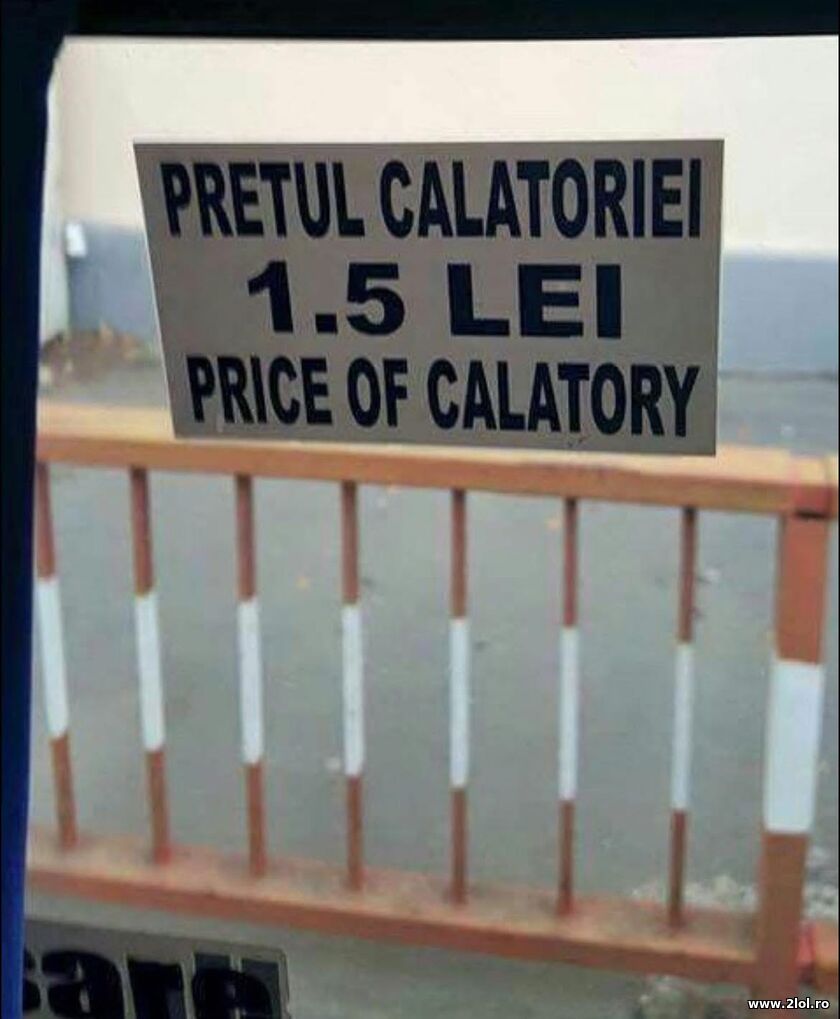 PRETUL CALATORIEI
1.5 LEI
PRICE OF CALATORY
www.2lol.ro